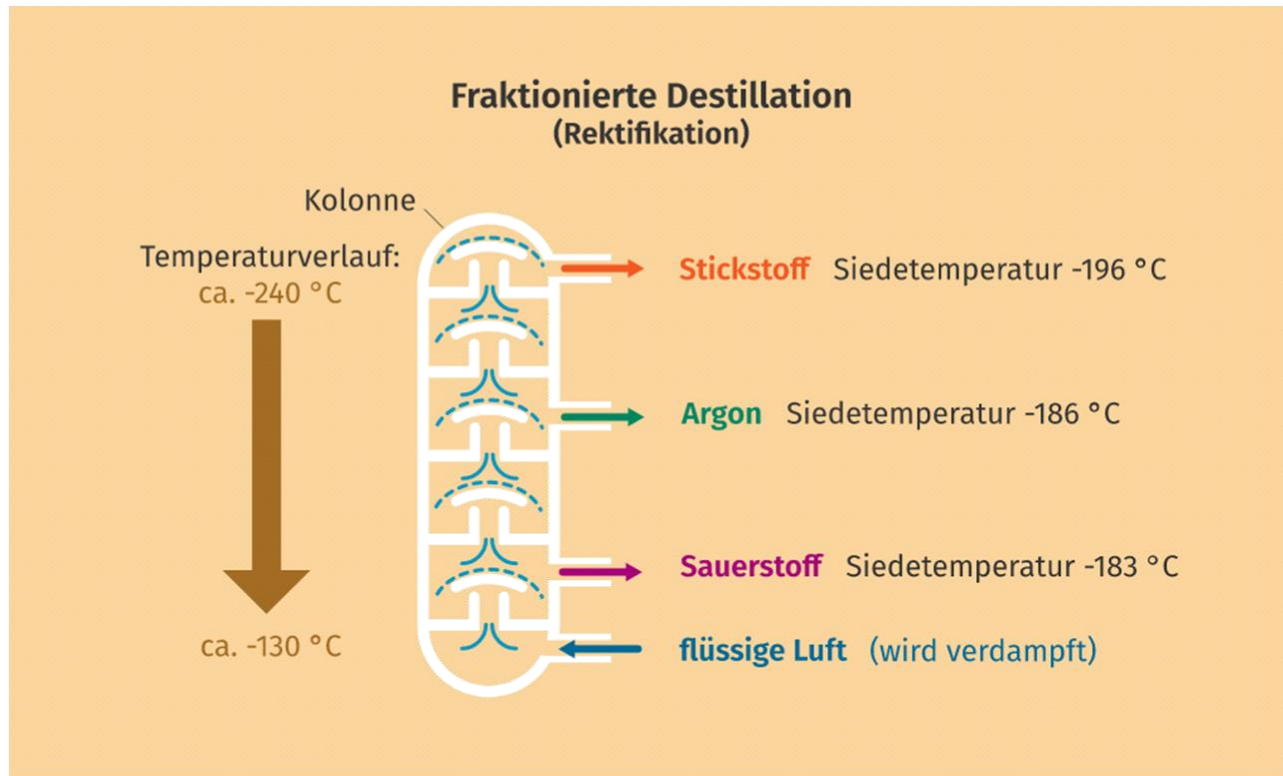 Fraktionierte Destillation
(Rektifikation)
Kolonne
Temperaturverlauf:
ca. -240 °C
Stickstoff Siedetemperatur -196 °C
Argon Siedetemperatur -186 °C
Sauerstoff Siedetemperatur -183 °C
ca. -130 °C
flüssige Luft (wird verdampft)